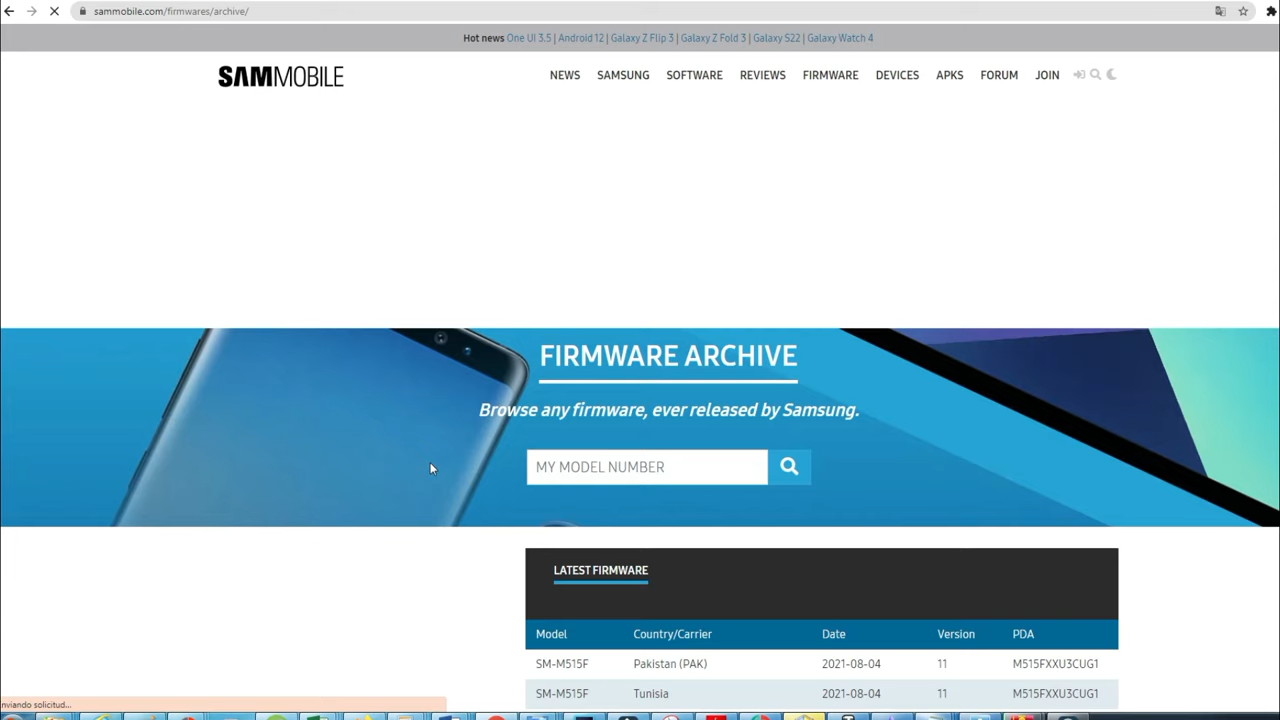 sammobile.com/firmwares/archive/
Hot news One UI 3.5 | Android 12 | Galaxy Z Flip 3 | Galaxy Z Fold 3 | Galaxy S22 | Galaxy Watch 4
SAMMOBILE
NEWS SAMSUNG SOFTWARE REVIEWS FIRMWARE DEVICES APKS FORUM JOIN
FIRMWARE ARCHIVE
Browse any firmware, ever released by Samsung.
MY MODEL NUMBER
LATEST FIRMWARE
Model Country/Carrier Date Version PDA
SM-M515F Pakistan (PAK) 2021-08-04 11 M515FXXU3CUG1
SM-M515F Tunisia 2021-08-04 11 M515FXXU3CUG1
nviando solicitud...